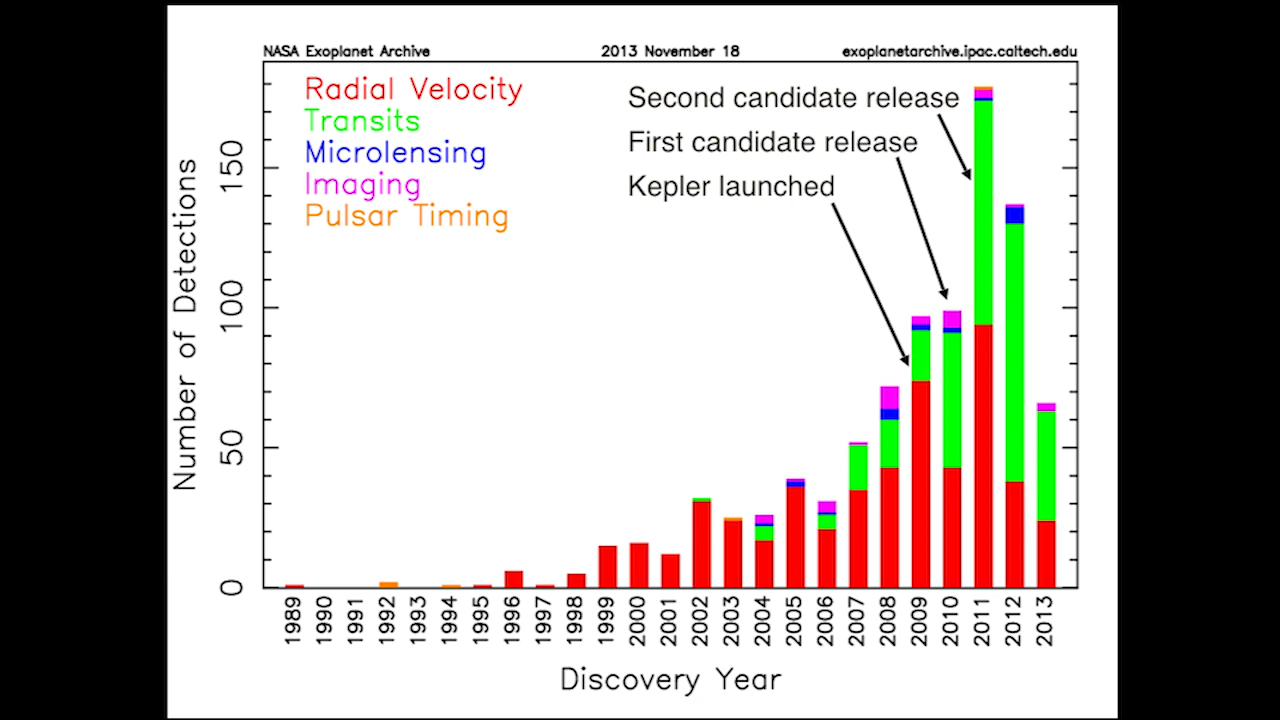 NASA Exoplanet Archive 2013 November 18 exoplanetarchive.ipac.caltech.edu
Radial Velocity
Transits
Microlensing
Imaging
Pulsar Timing
Second candidate release
First candidate release
Kepler launched
Number of Detections
150
100
50
0
1989 1990 1991 1992 1993 1994 1995 1996 1997 1998 1999 2000 2001 2002 2003 2004 2005 2006 2007 2008 2009 2010 2011 2012 2013
Discovery Year